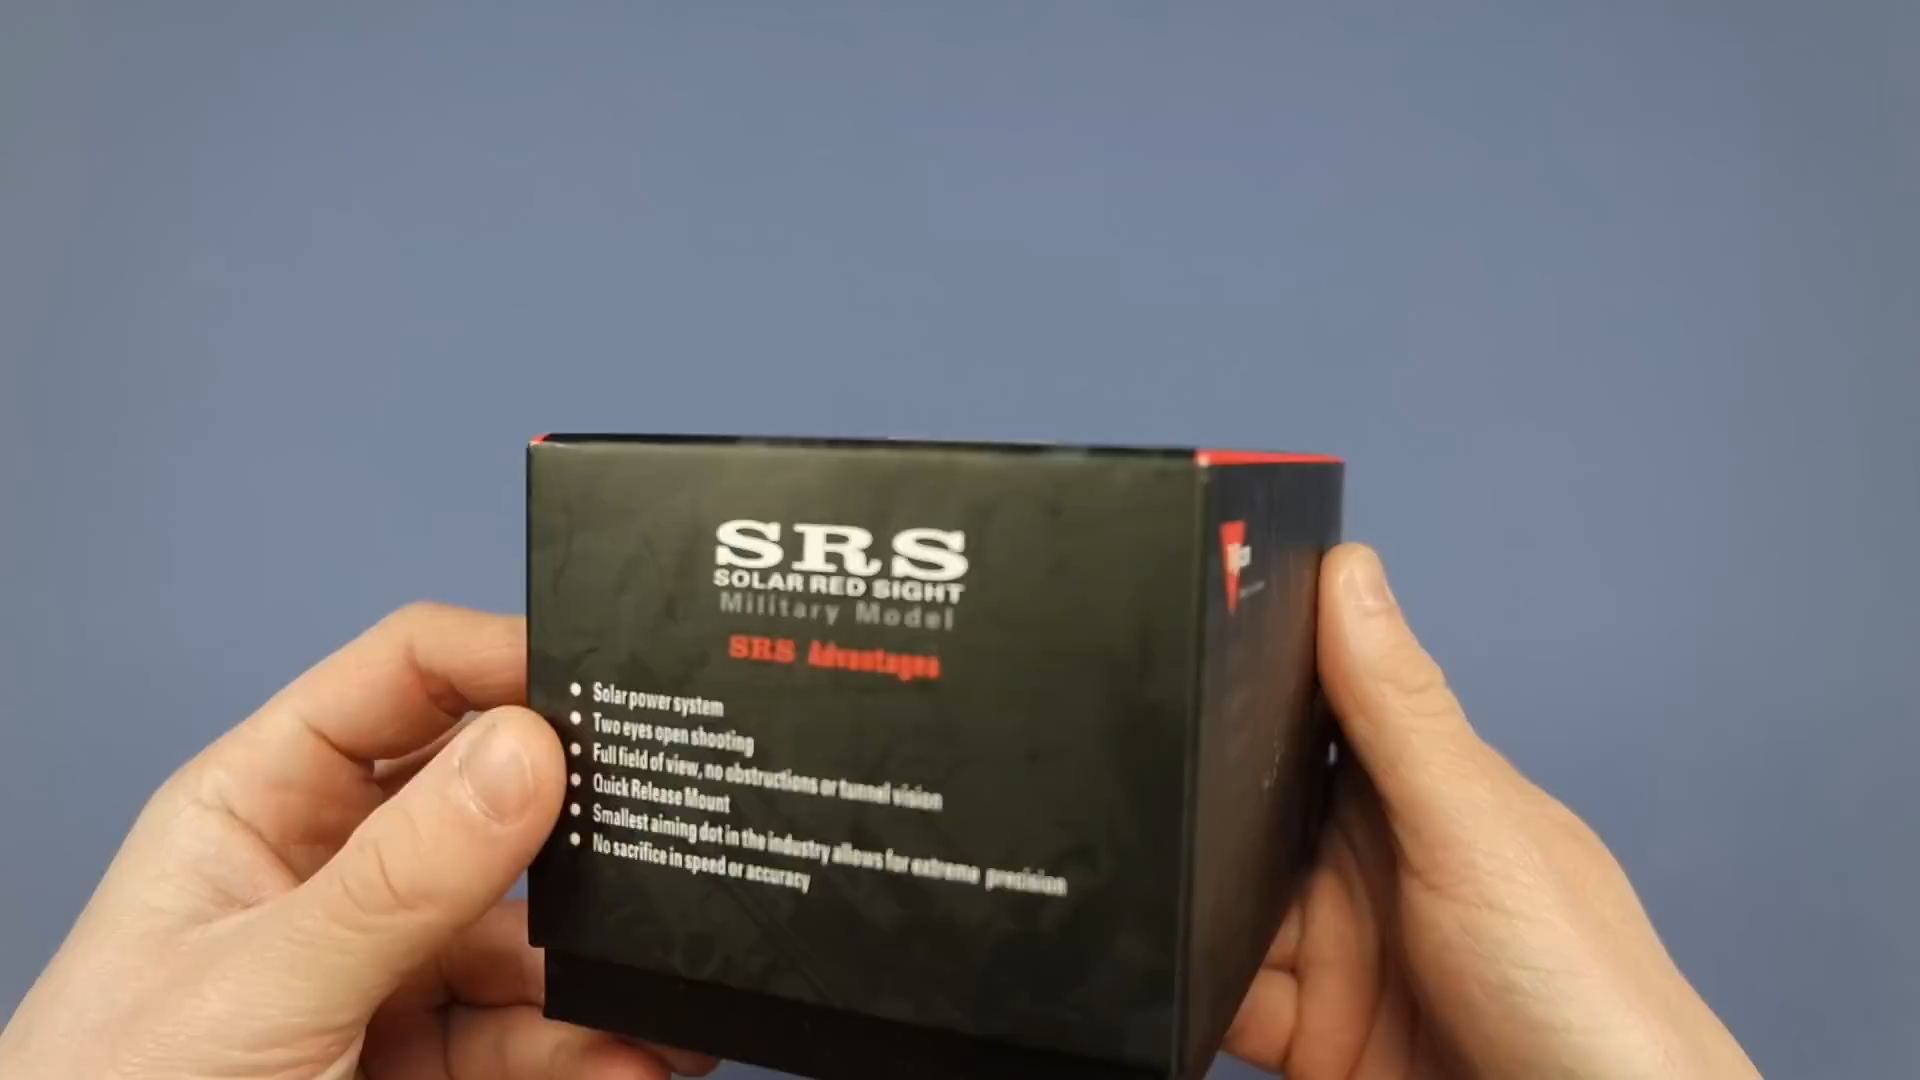 SRS
SOLAR RED SIGHT
Military Model
SRS Advantages
Solar power system
Two eyes open shooting
Full field of view, no obstructions or tunnel vision
Quick Release Mount
Smallest aiming dot in the industry allows for extreme precision
No sacrifice in speed or accuracy